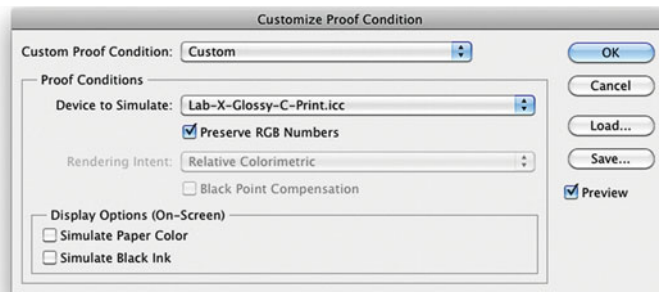 Customize Proof Condition
Custom Proof Condition: Custom
OK
Proof Conditions
Cancel
Device to Simulate: Lab-X-Glossy-C-Print.icc
Preserve RGB Numbers
Load...
Rendering Intent: Relative Colorimetric
Save...
Black Point Compensation
Preview
Display Options (On-Screen)
Simulate Paper Color
Simulate Black Ink